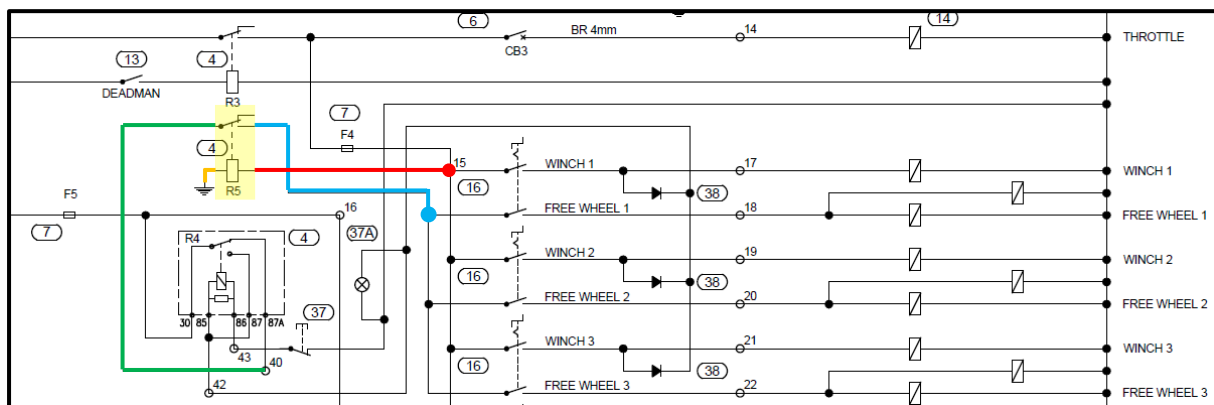 6
BR 4mm
14
14
THROTTLE
CB3
13
4
DEADMAN
R3
7
F4
4
15
WINCH 1
17
WINCH 1
16
R5
38
F5
16
FREE WHEEL 1
18
FREE WHEEL 1
7
R4
4
37A
WINCH 2
19
WINCH 2
16
38
FREE WHEEL 2
20
FREE WHEEL 2
37
30 85 86 87 87A
43
40
WINCH 3
21
WINCH 3
16
38
42
FREE WHEEL 3
22
FREE WHEEL 3